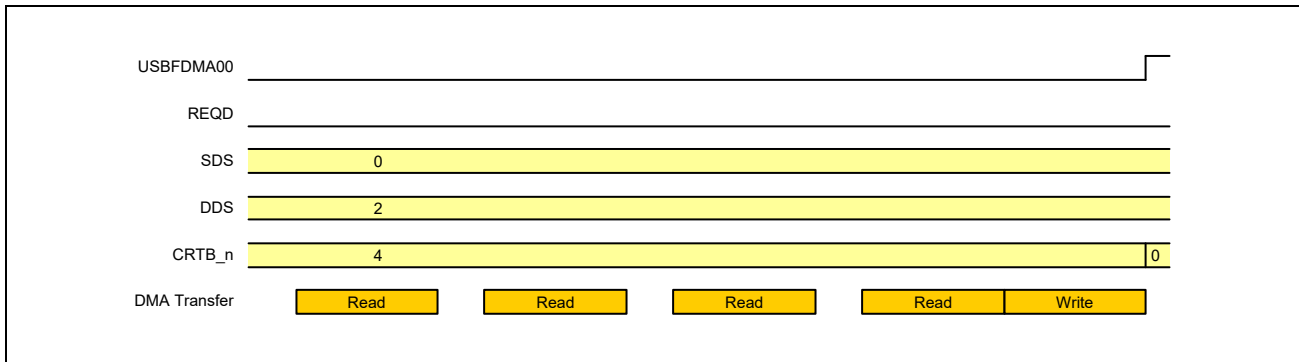 USBFDMA00
REQD
SDS 0
DDS 2
CRTB_n 4 0
DMA Transfer Read Read Read Read Write